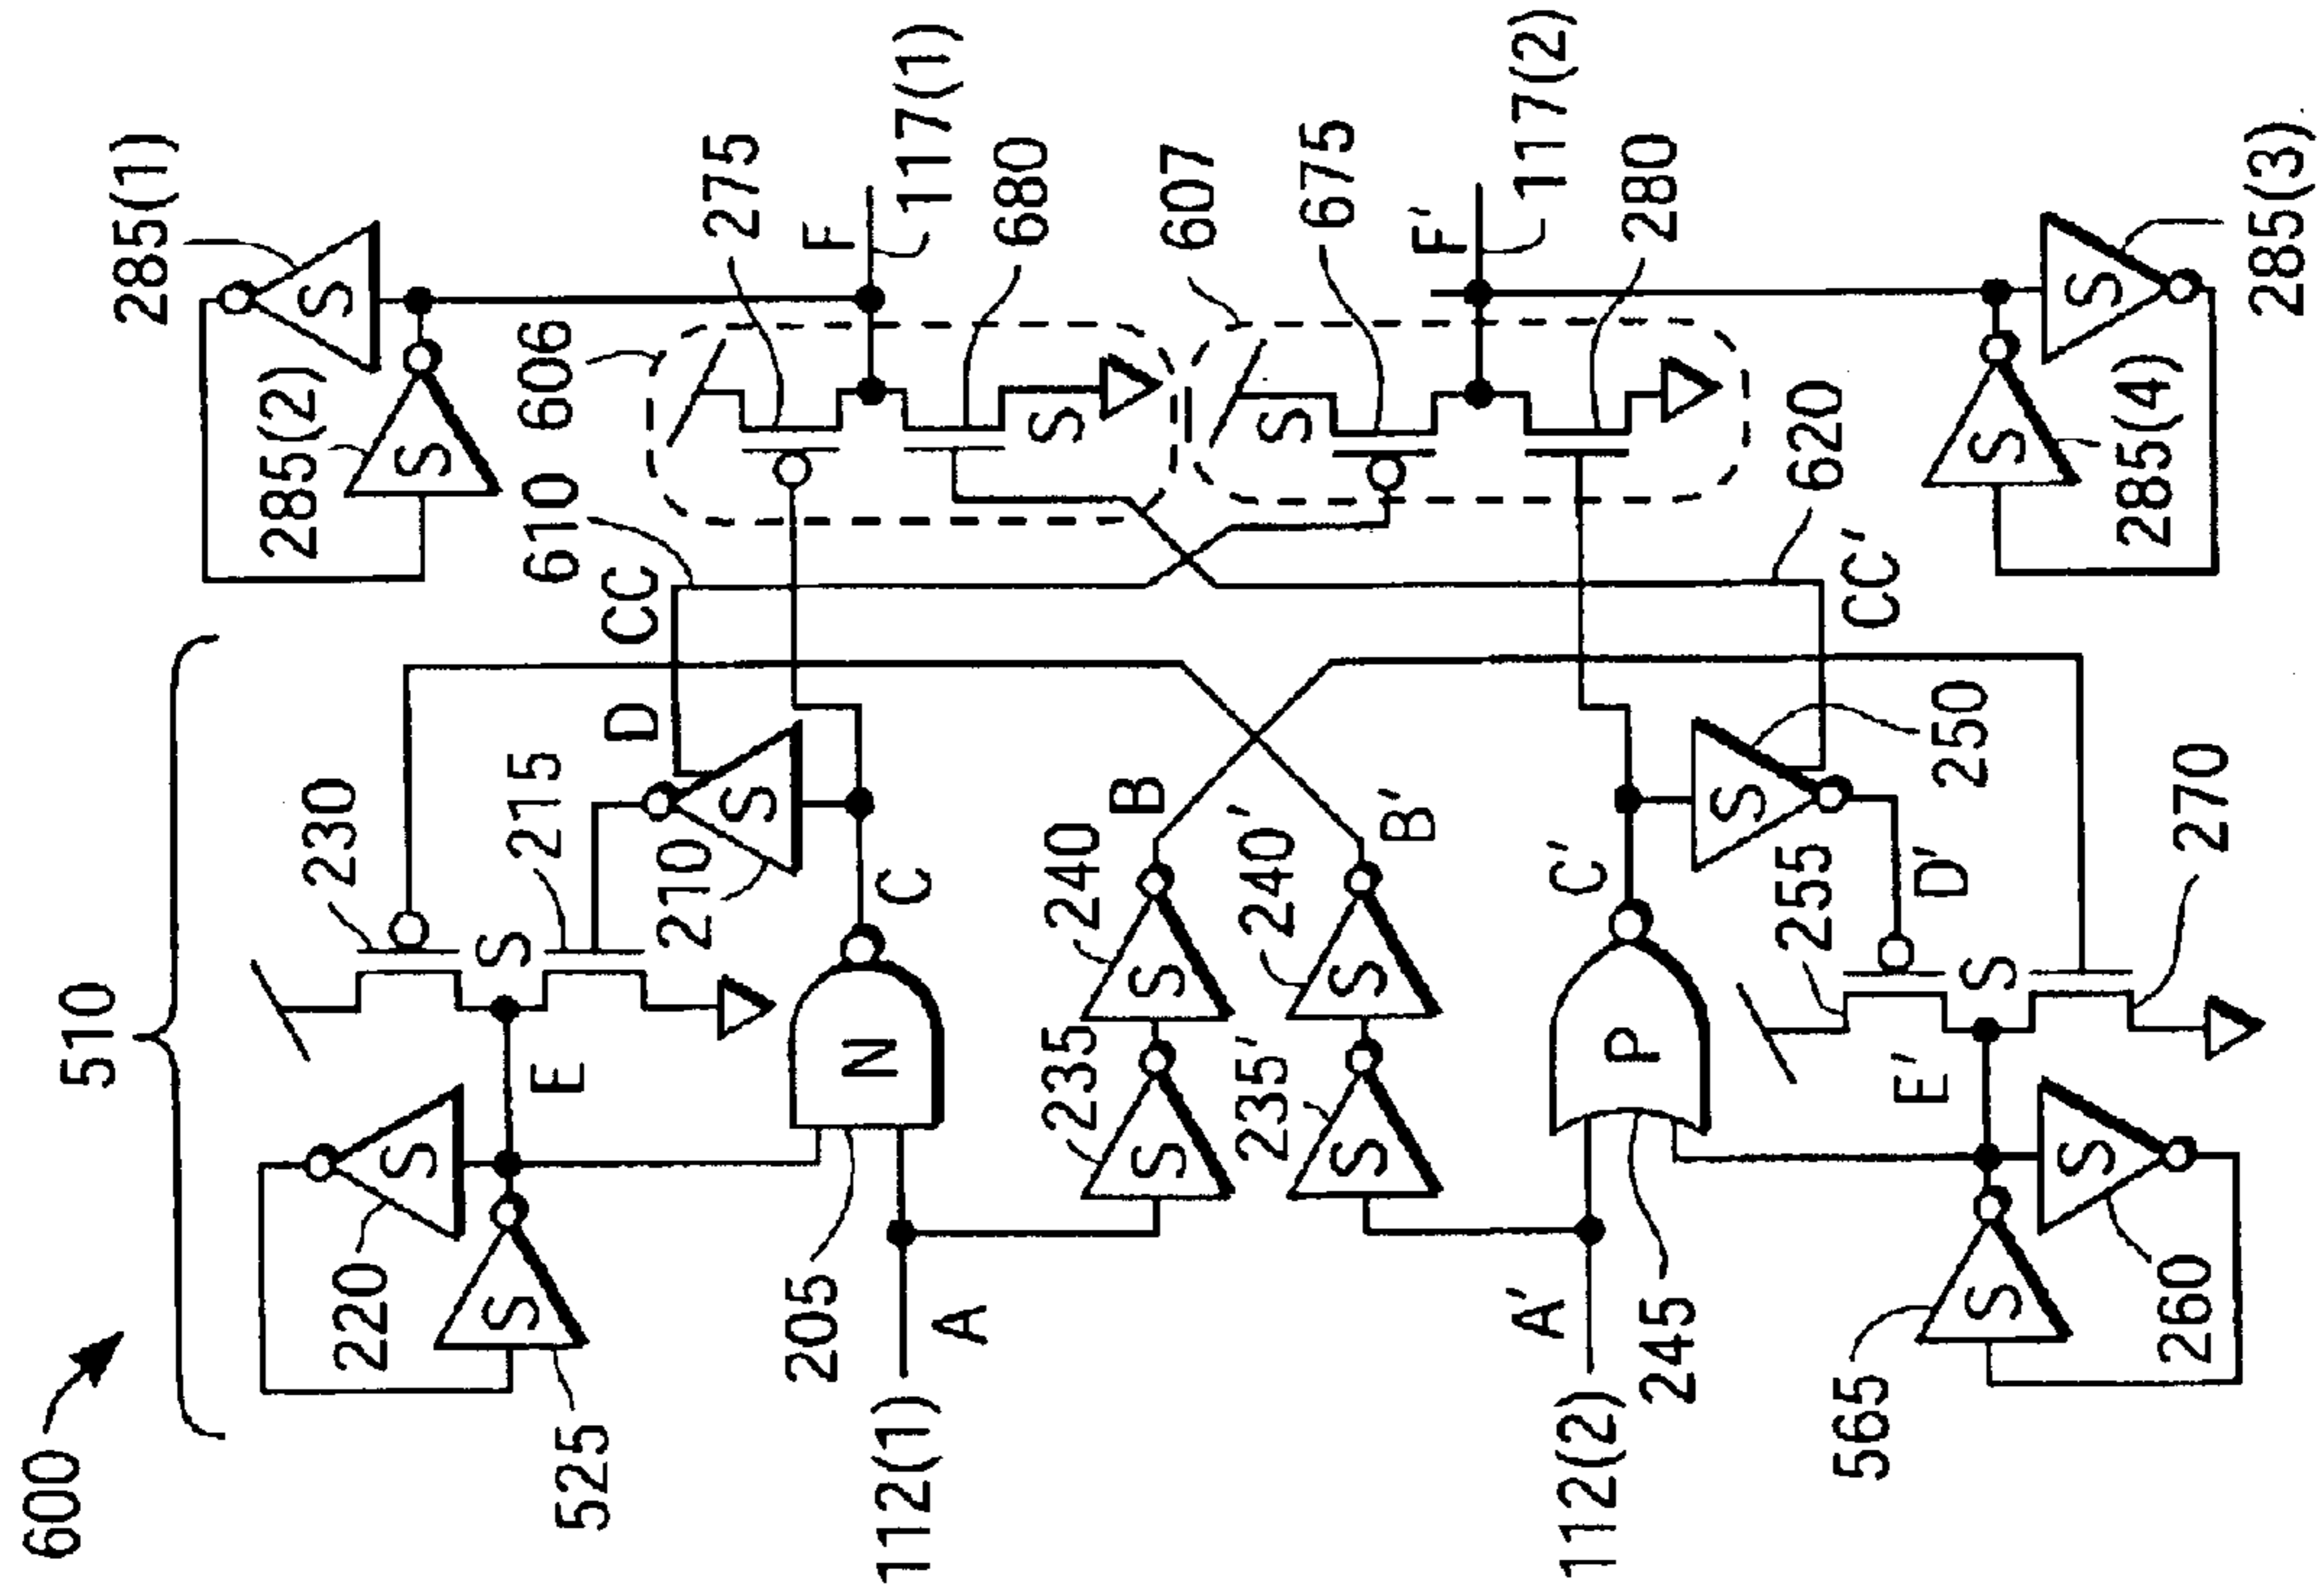 600
510
220
S
S
525
E
230
S
215
D
CC
610
S
210
C
N
205
A
112(1)
285(1)
S
285(2)
S
606
275
F
117(1)
680
S
607
235
S
240
S
B
235'
S
240'
S
B'
675
S
F'
117(2)
280
620
112(2)
A'
245
P
C'
S
250
CC'
D'
255
S
270
E'
565
S
S
260
285(4)
S
S
285(3)